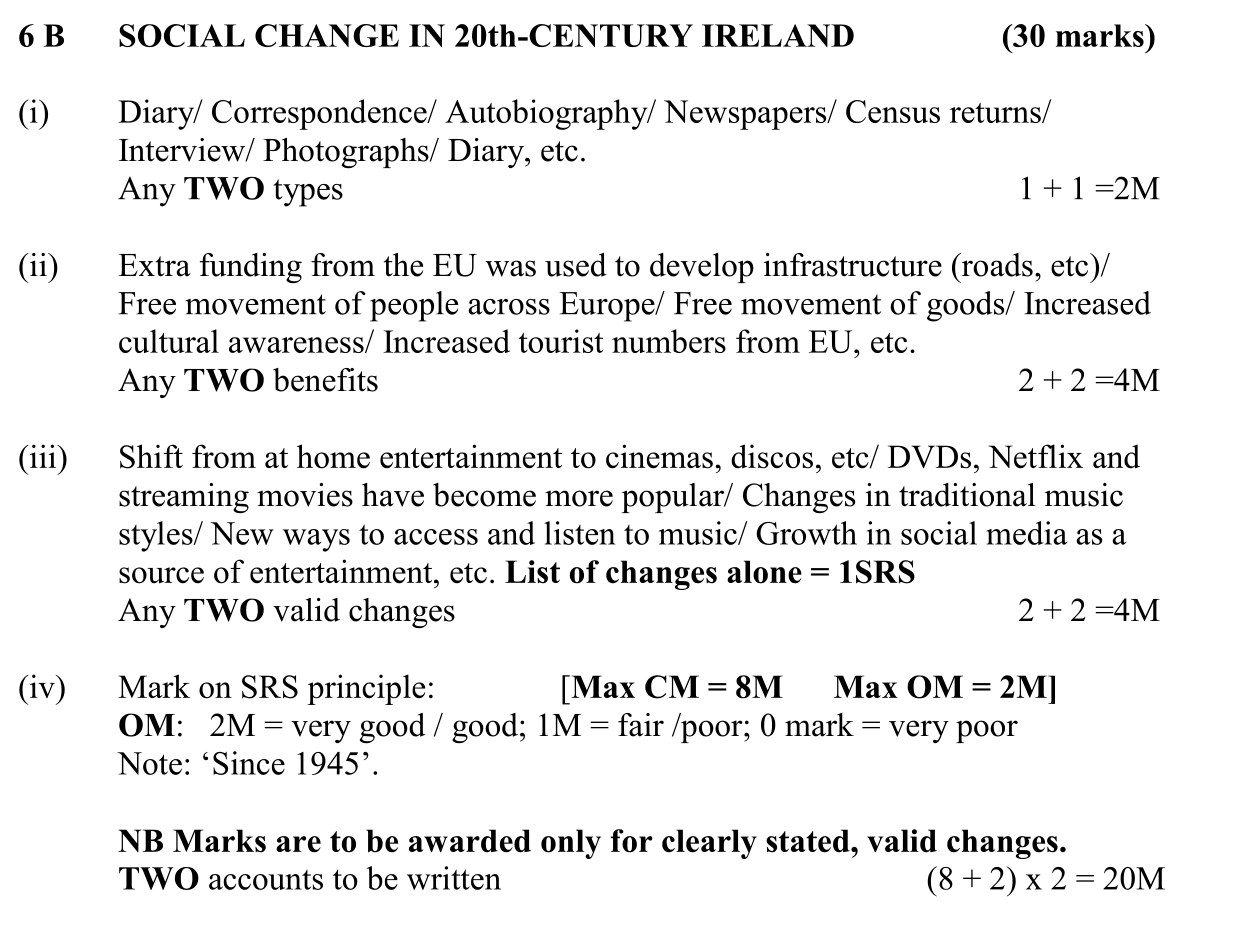 6 B SOCIAL CHANGE IN 20th-CENTURY IRELAND (30 marks)
(i) Diary/ Correspondence/ Autobiography/ Newspapers/ Census returns/
Interview/ Photographs/ Diary, etc.
Any TWO types 1 + 1 =2M
(ii) Extra funding from the EU was used to develop infrastructure (roads, etc)/
Free movement of people across Europe/ Free movement of goods/ Increased
cultural awareness/ Increased tourist numbers from EU, etc.
Any TWO benefits 2 + 2 =4M
(iii) Shift from at home entertainment to cinemas, discos, etc/ DVDs, Netflix and
streaming movies have become more popular/ Changes in traditional music
styles/ New ways to access and listen to music/ Growth in social media as a
source of entertainment, etc. List of changes alone = 1SRS
Any TWO valid changes 2 + 2 =4M
(iv) Mark on SRS principle: [Max CM = 8M Max OM = 2M]
OM: 2M = very good / good; 1M = fair /poor; 0 mark = very poor
Note: ‘Since 1945’.
NB Marks are to be awarded only for clearly stated, valid changes.
TWO accounts to be written (8 + 2) x 2 = 20M